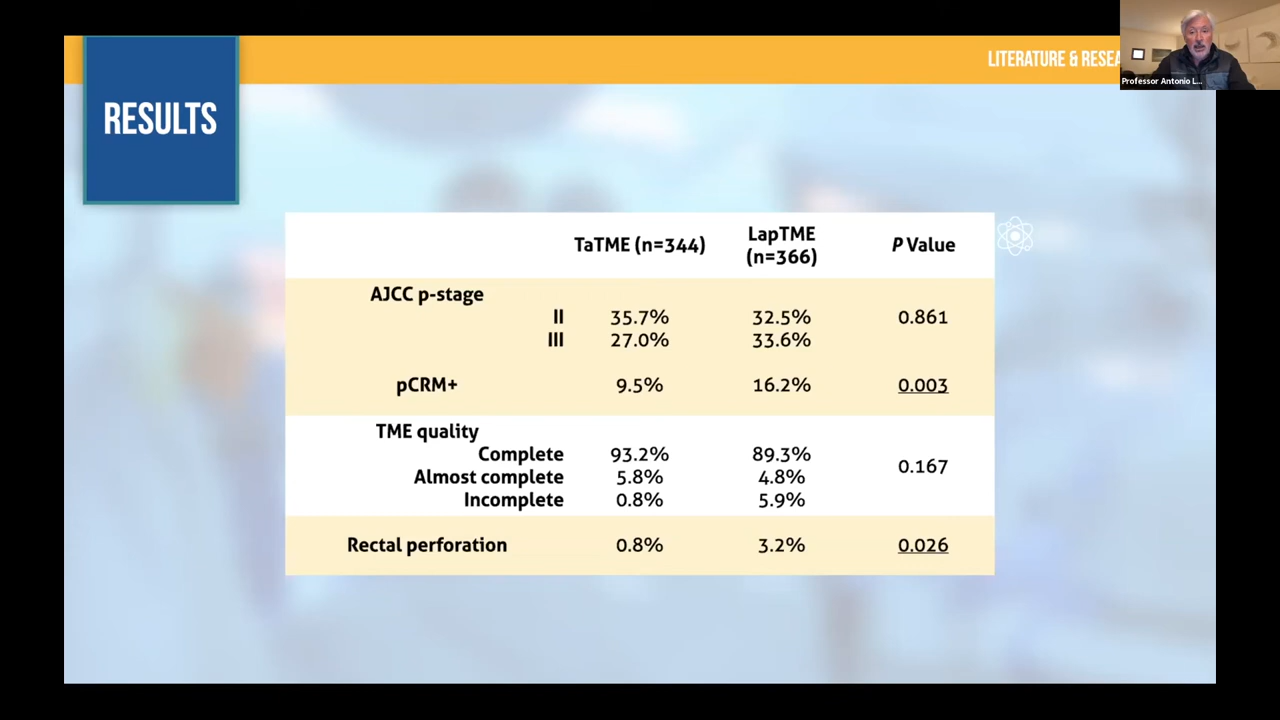 LITERATURE & RESEA
Professor Antonio L...
RESULTS
TaTME (n=344)
LapTME
(n=366)
P Value
AJCC p-stage
II 35.7% 32.5% 0.861
III 27.0% 33.6%
pCRM+ 9.5% 16.2% 0.003
TME quality
Complete 93.2% 89.3%
0.167
Almost complete 5.8% 4.8%
Incomplete 0.8% 5.9%
Rectal perforation 0.8% 3.2% 0.026